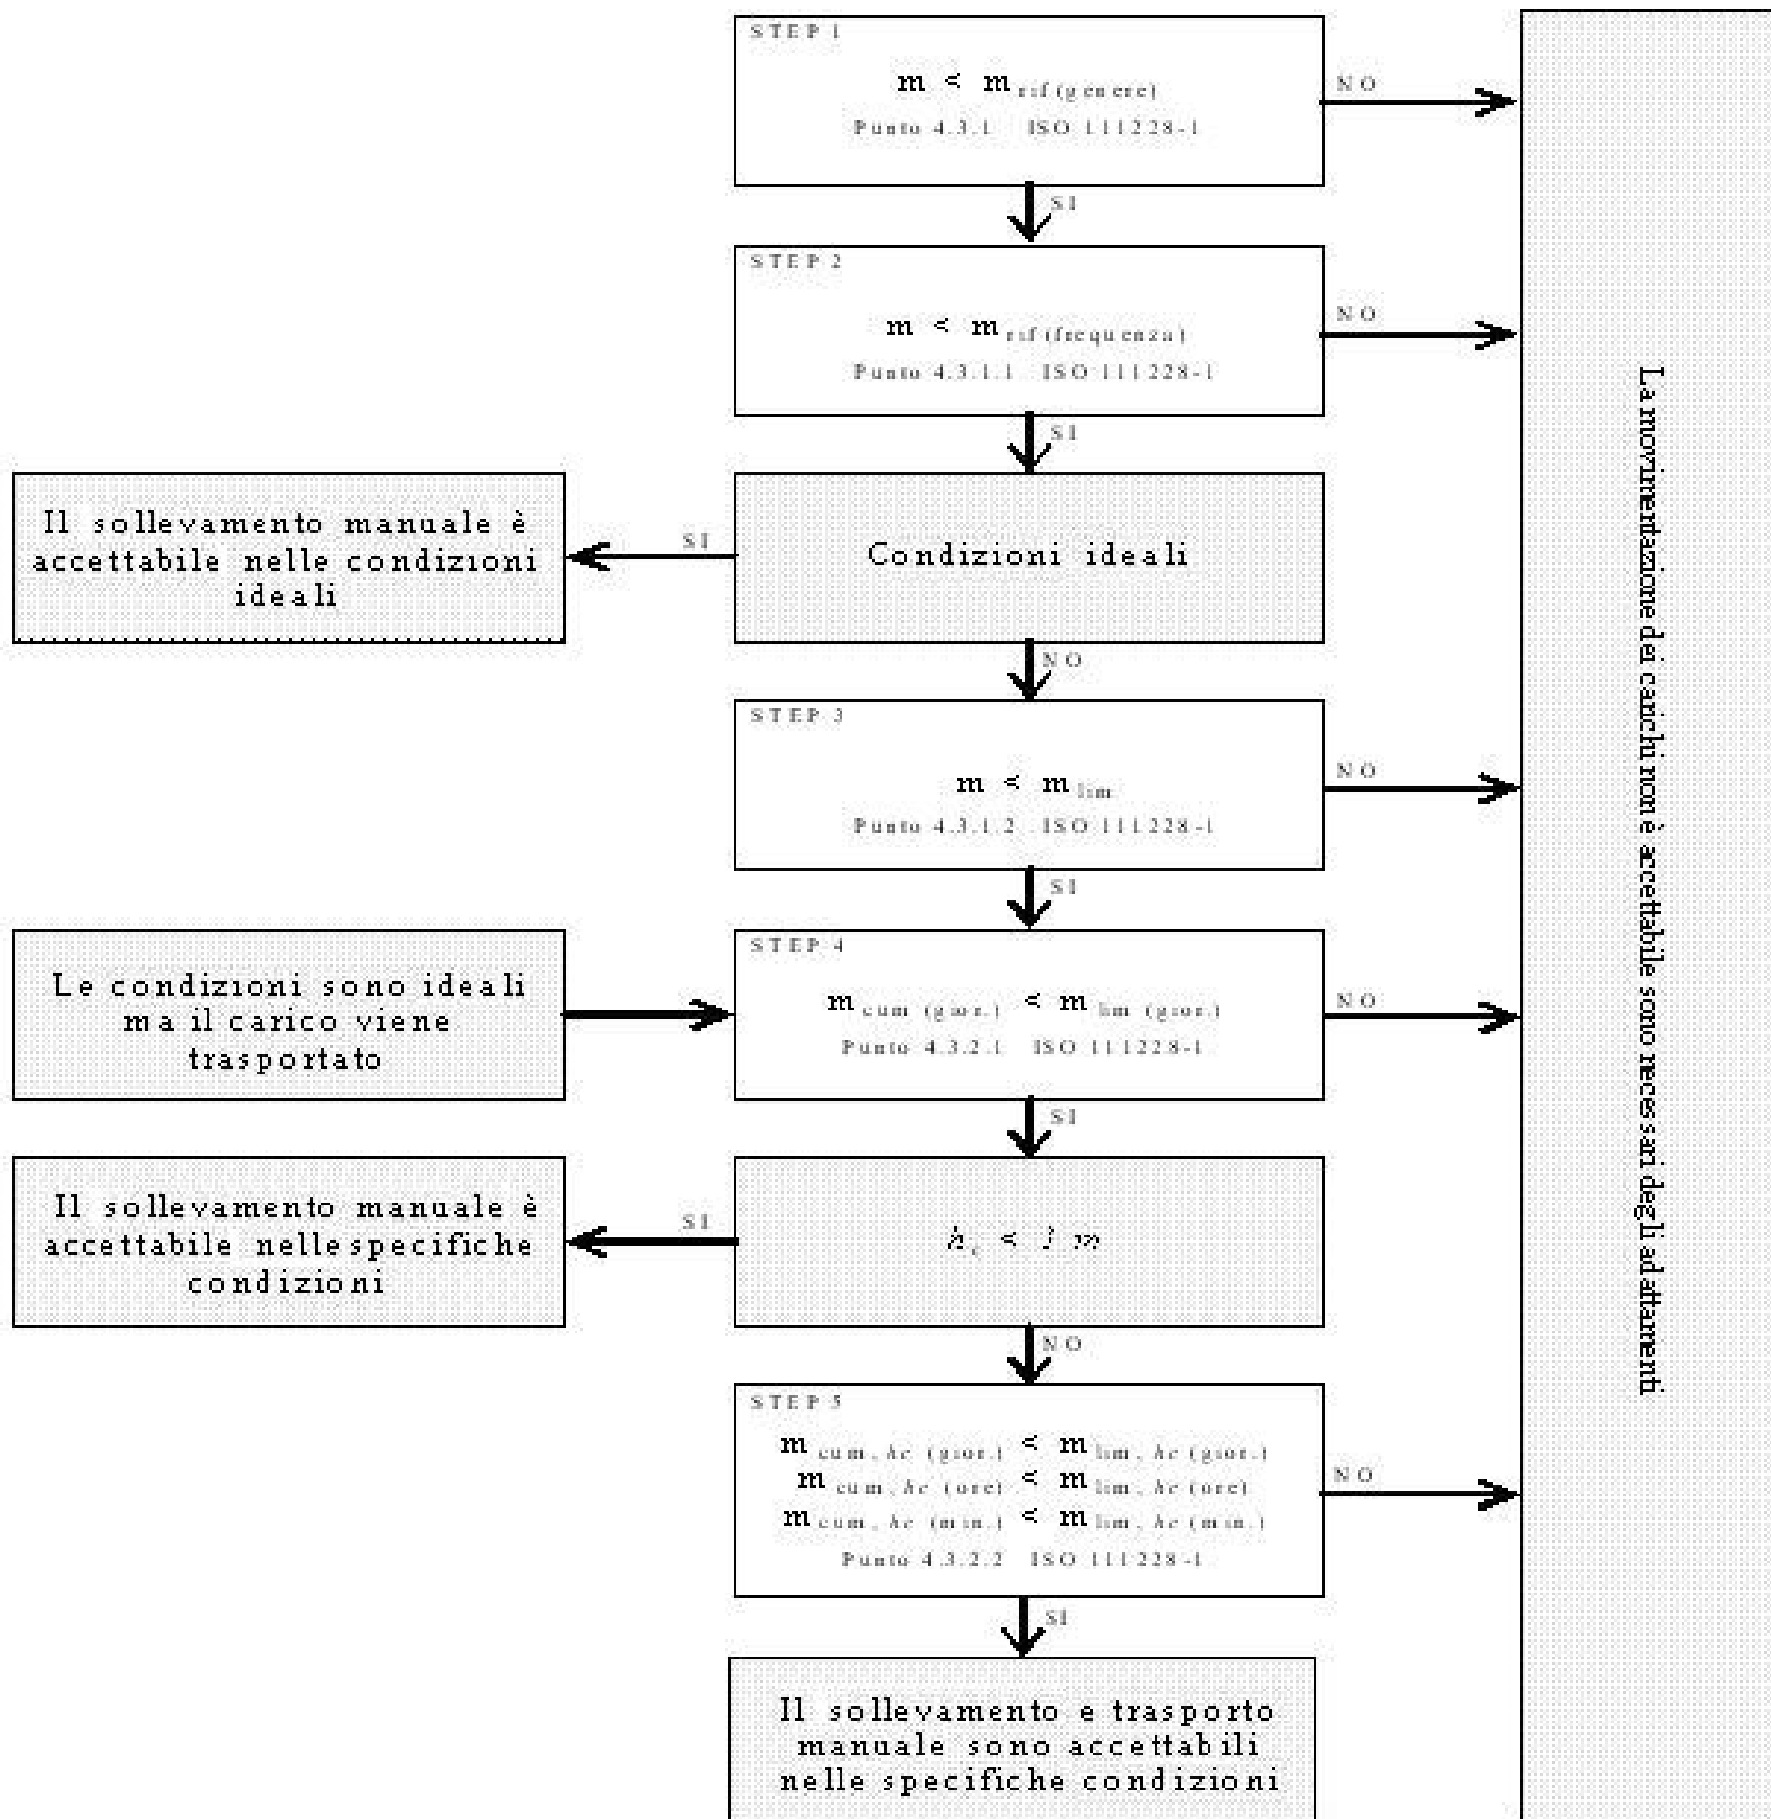 STEP 1
m < m rif (genere)
Punto 4.3.1 ISO 111228-1
NO
SI
STEP 2
m < m rif (frequenza)
Punto 4.3.1.1 ISO 111228-1
NO
SI
Il sollevamento manuale è
accettabile nelle condizioni
ideali
SI
Condizioni ideali
NO
STEP 3
m < m lim
Punto 4.3.1.2 ISO 111228-1
NO
SI
Le condizioni sono ideali
ma il carico viene
trasportato
STEP 4
m cum (gior.) < m lim (gior.)
Punto 4.3.2.1 ISO 111228-1
NO
SI
Il sollevamento manuale è
accettabile nelle specifiche
condizioni
SI
< m
NO
STEP 5
m cum, hc (gior.) < m lim, hc (gior.)
m cum, hc (ore) < m lim, hc (ore)
m cum, hc (min.) < m lim, hc (min.)
Punto 4.3.2.2 ISO 111228-1
NO
SI
Il sollevamento e trasporto
manuale sono accettabili
nelle specifiche condizioni
La movimentazione dei carichi non è accettabile sono necessari degli adattamenti